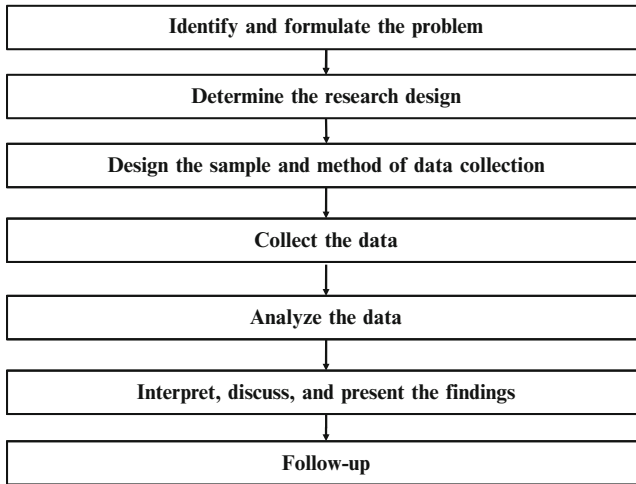 Identify and formulate the problem
Determine the research design
Design the sample and method of data collection
Collect the data
Analyze the data
Interpret, discuss, and present the findings
Follow-up